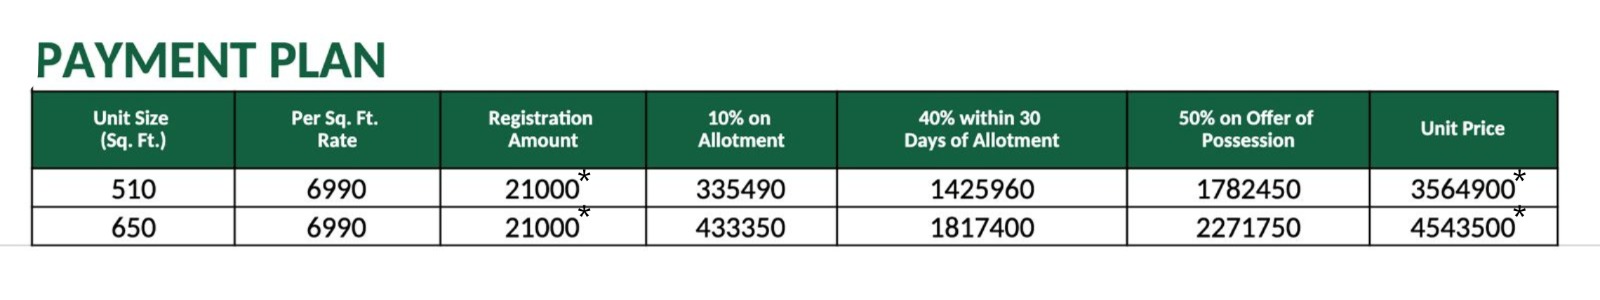 PAYMENT PLAN
Unit Size (Sq. Ft.) | Per Sq. Ft. Rate | Registration Amount | 10% on Allotment | 40% within 30 Days of Allotment | 50% on Offer of Possession | Unit Price
510 | 6990 | 21000* | 335490 | 1425960 | 1782450 | 3564900*
650 | 6990 | 21000* | 433350 | 1817400 | 2271750 | 4543500*